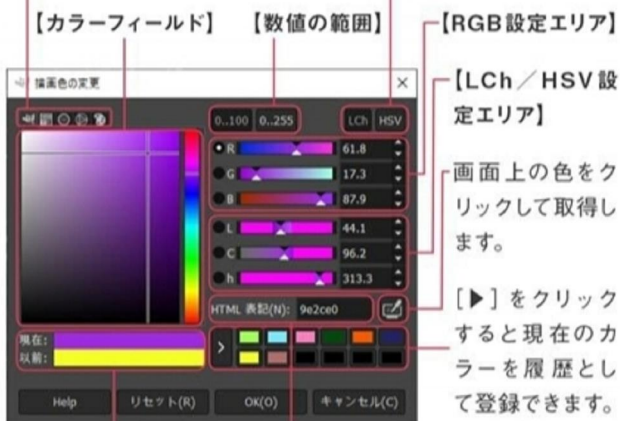 【カラーフィールド】 【数値の範囲】
【RGB設定エリア】
【LCh／HSV設
定エリア】
描画色の変更
0..100 0..255 LCh HSV
R 61.8
G 17.3
B 87.9
L 44.1
C 96.2
h 313.3
HTML 表記(N): 9e2ce0
現在:
以前:
Help リセット(R) OK(O) キャンセル(C)
画面上の色をク
リックして取得し
ます。
［▶］をクリック
すると現在のカ
ラーを履歴とし
て登録できます。